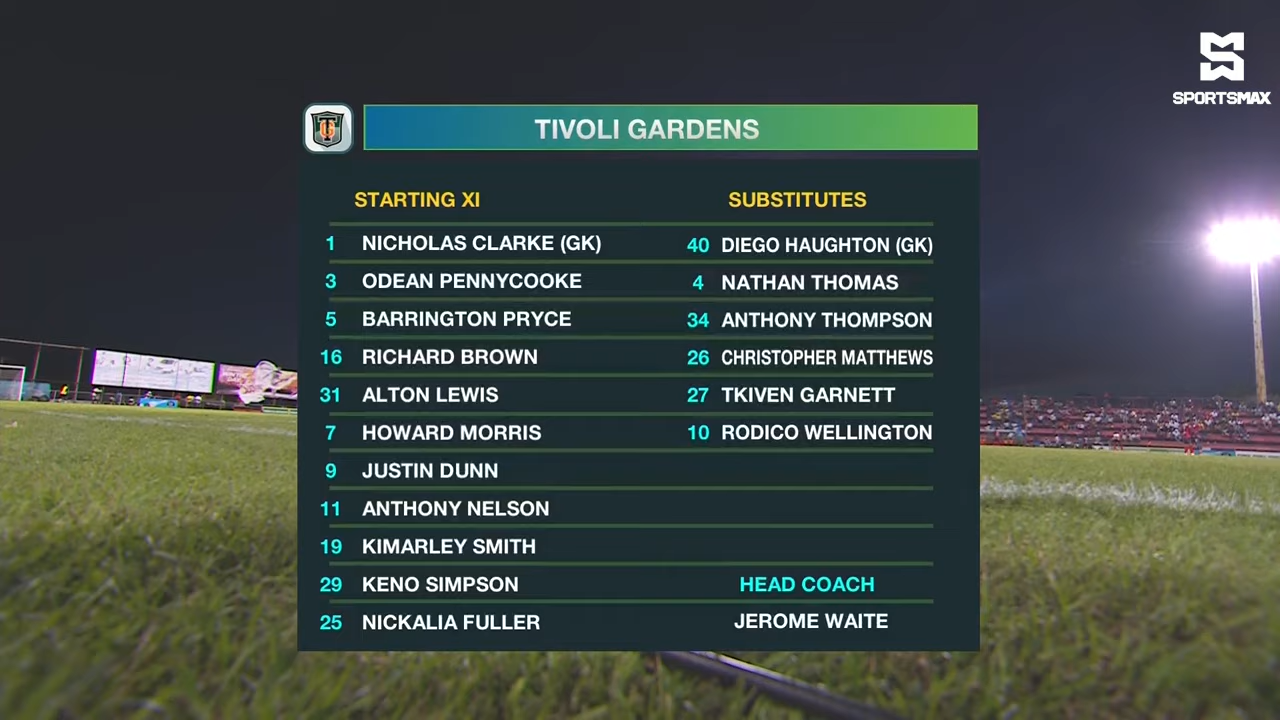 SPORTSMAX
TIVOLI GARDENS
STARTING XI
1 NICHOLAS CLARKE (GK)
3 ODEAN PENNYCOOKE
5 BARRINGTON PRYCE
16 RICHARD BROWN
31 ALTON LEWIS
7 HOWARD MORRIS
9 JUSTIN DUNN
11 ANTHONY NELSON
19 KIMARLEY SMITH
29 KENO SIMPSON
25 NICKALIA FULLER
SUBSTITUTES
40 DIEGO HAUGHTON (GK)
4 NATHAN THOMAS
34 ANTHONY THOMPSON
26 CHRISTOPHER MATTHEWS
27 TKIVEN GARNETT
10 RODICO WELLINGTON
HEAD COACH
JEROME WAITE